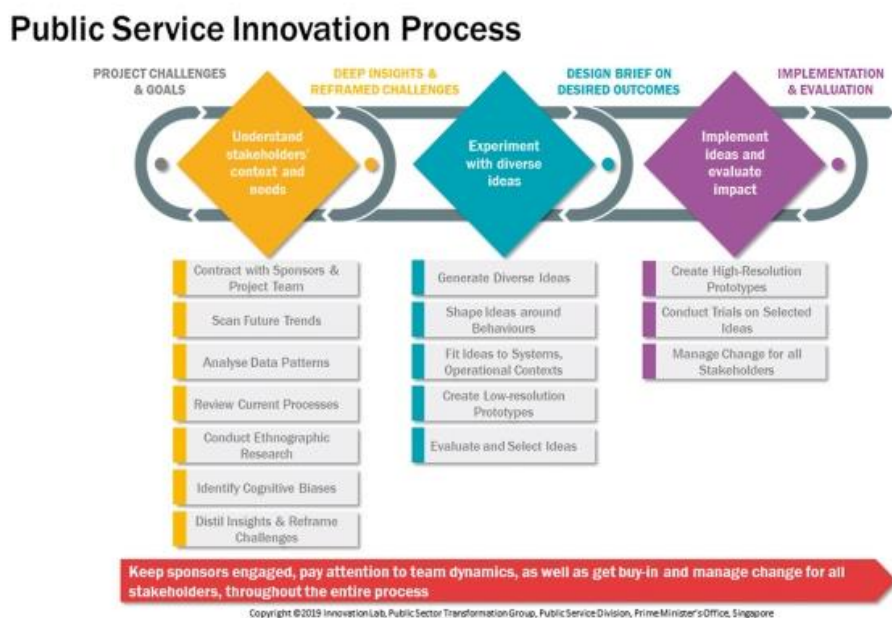 Public Service Innovation Process
PROJECT CHALLENGES
& GOALS
DEEP INSIGHTS &
REFRAMED CHALLENGES
DESIGN BRIEF ON
DESIRED OUTCOMES
IMPLEMENTATION
& EVALUATION
Understand
stakeholders'
context and
needs
Experiment
with diverse
ideas
Implement
ideas and
evaluate
impact
Contract with Sponsors &
Project Team
Scan Future Trends
Analyse Data Patterns
Review Current Processes
Conduct Ethnographic
Research
Identify Cognitive Biases
Distil Insights & Reframe
Challenges
Generate Diverse Ideas
Shape Ideas around
Behaviours
Fit Ideas to Systems,
Operational Contexts
Create Low-resolution
Prototypes
Evaluate and Select Ideas
Create High-Resolution
Prototypes
Conduct Trials on Selected
Ideas
Manage Change for all
Stakeholders
Keep sponsors engaged, pay attention to team dynamics, as well as get buy-in and manage change for all
stakeholders, throughout the entire process
Copyright ©2019 Innovation Lab, Public Sector Transformation Group, Public Service Division, Prime Minister's Office, Singapore